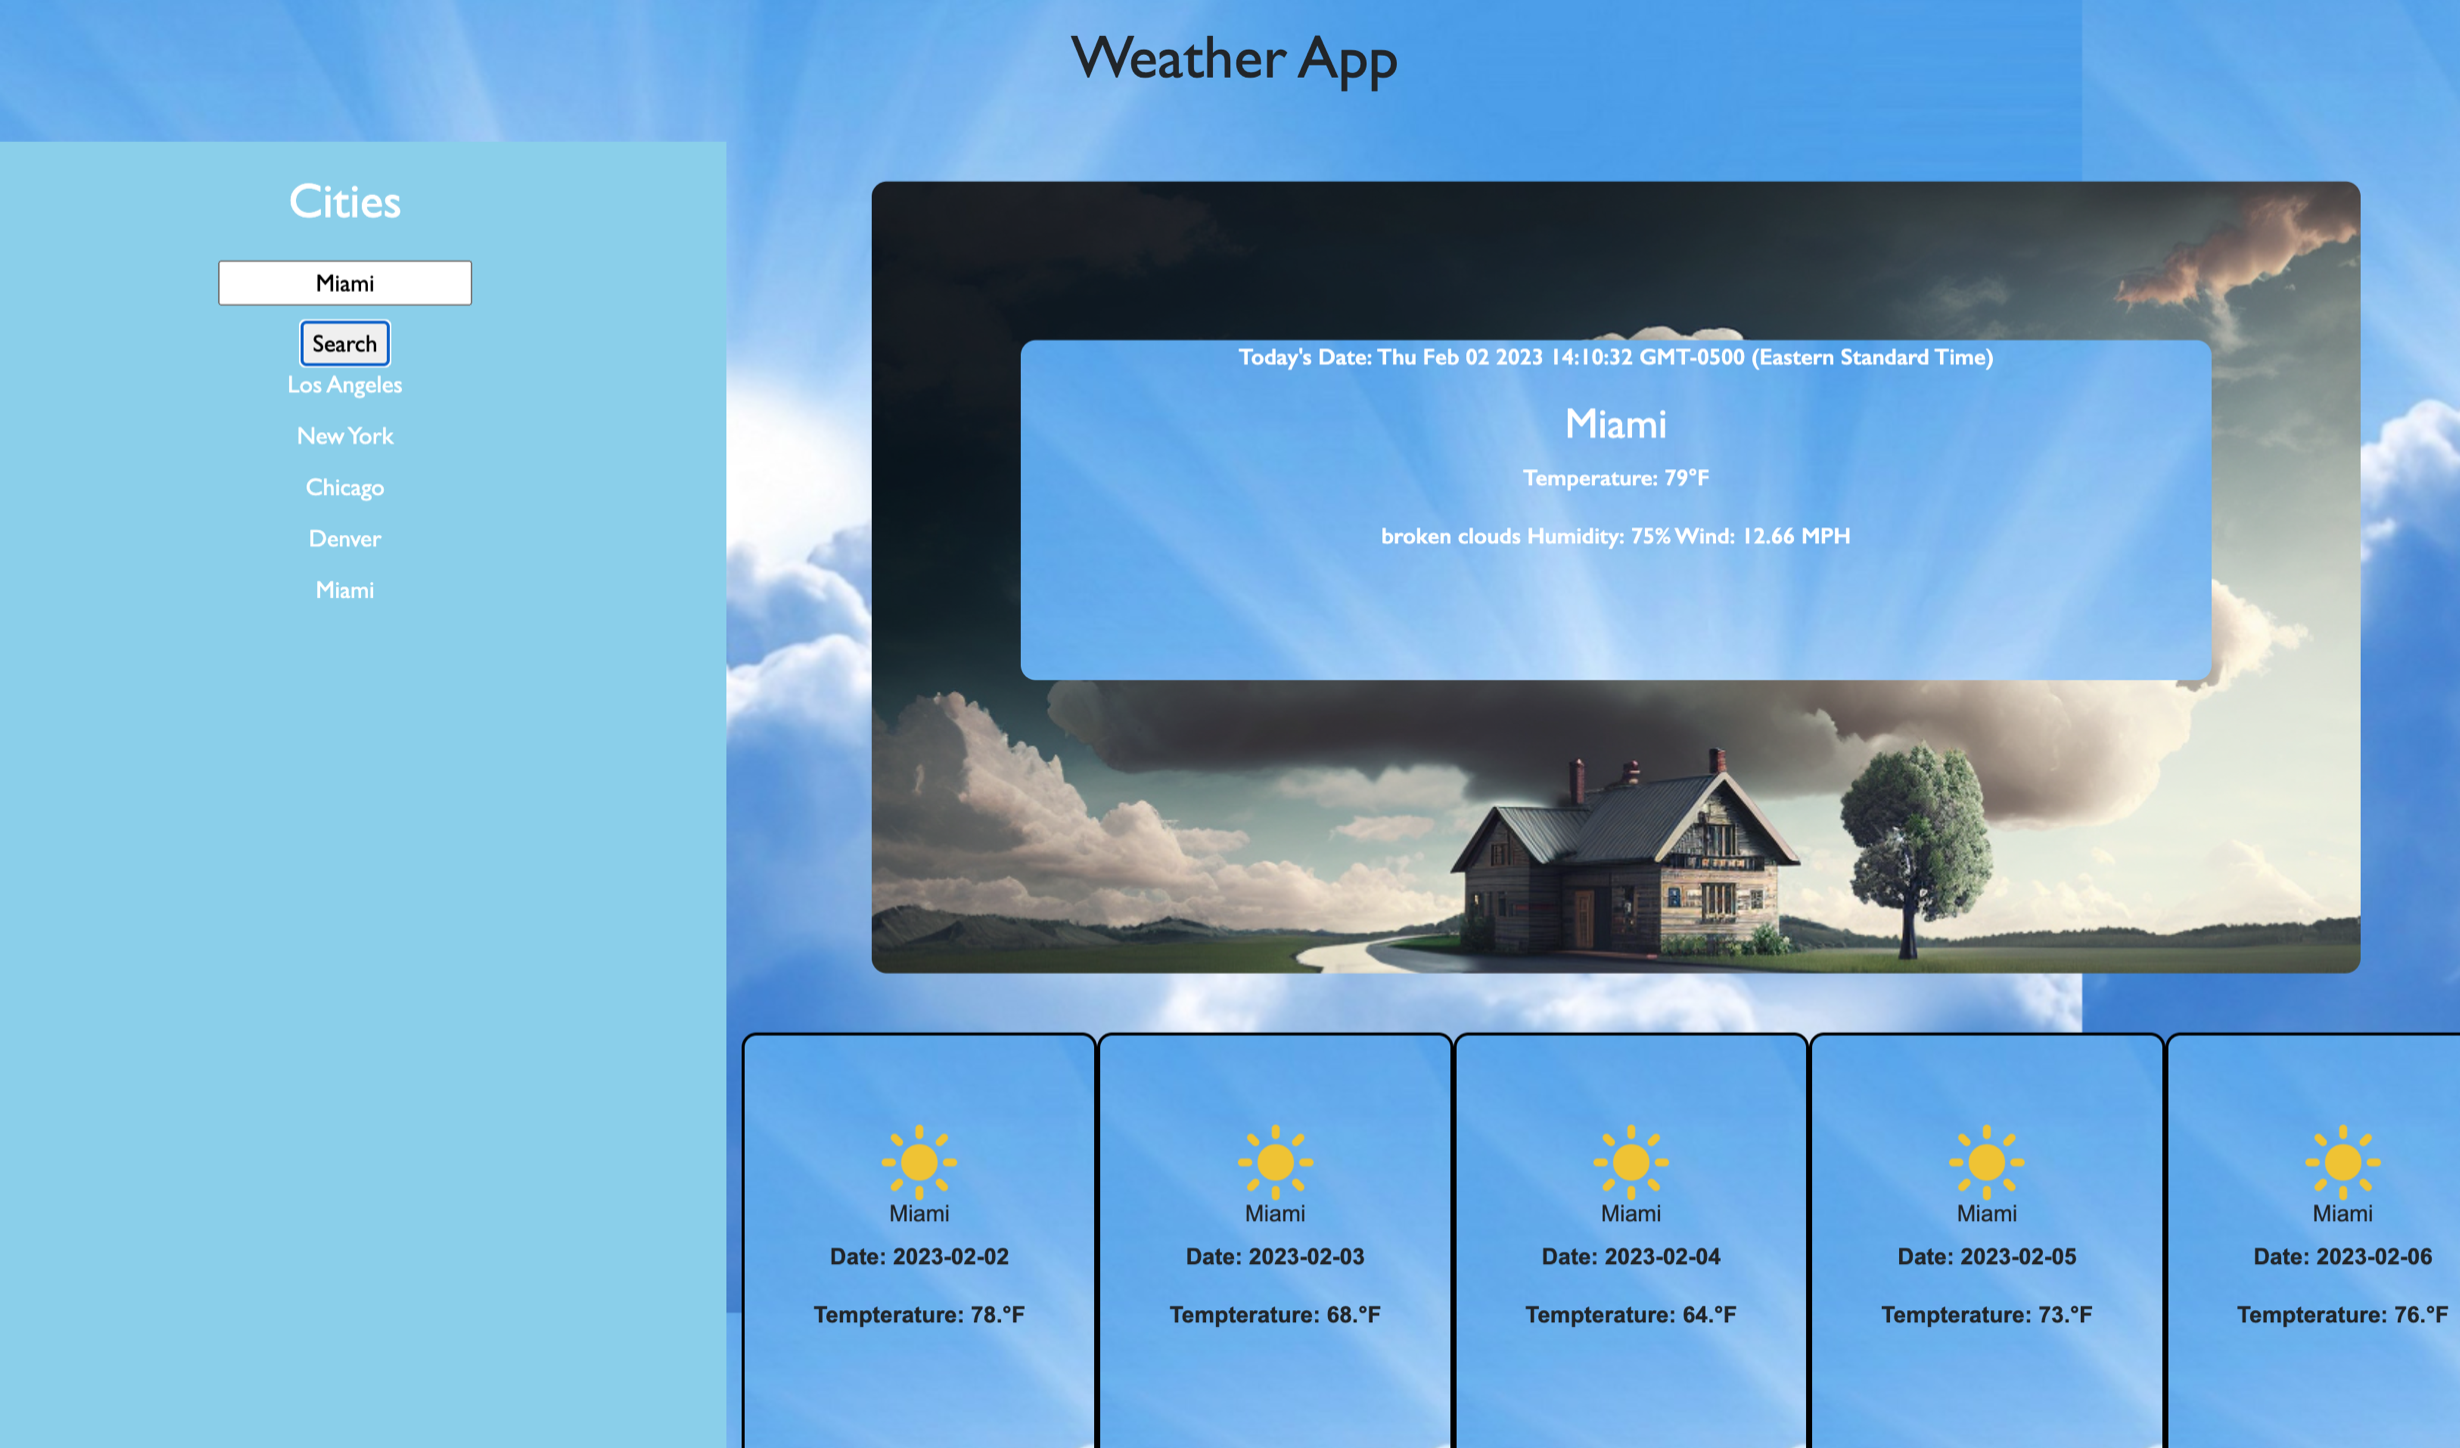 Weather App
Cities
Miami
Search
Los Angeles
New York
Chicago
Denver
Miami
Today's Date: Thu Feb 02 2023 14:10:32 GMT-0500 (Eastern Standard Time)
Miami
Temperature: 79°F
broken clouds Humidity: 75% Wind: 12.66 MPH
Miami
Date: 2023-02-02
Tempterature: 78.°F
Miami
Date: 2023-02-03
Tempterature: 68.°F
Miami
Date: 2023-02-04
Tempterature: 64.°F
Miami
Date: 2023-02-05
Tempterature: 73.°F
Miami
Date: 2023-02-06
Tempterature: 76.°F